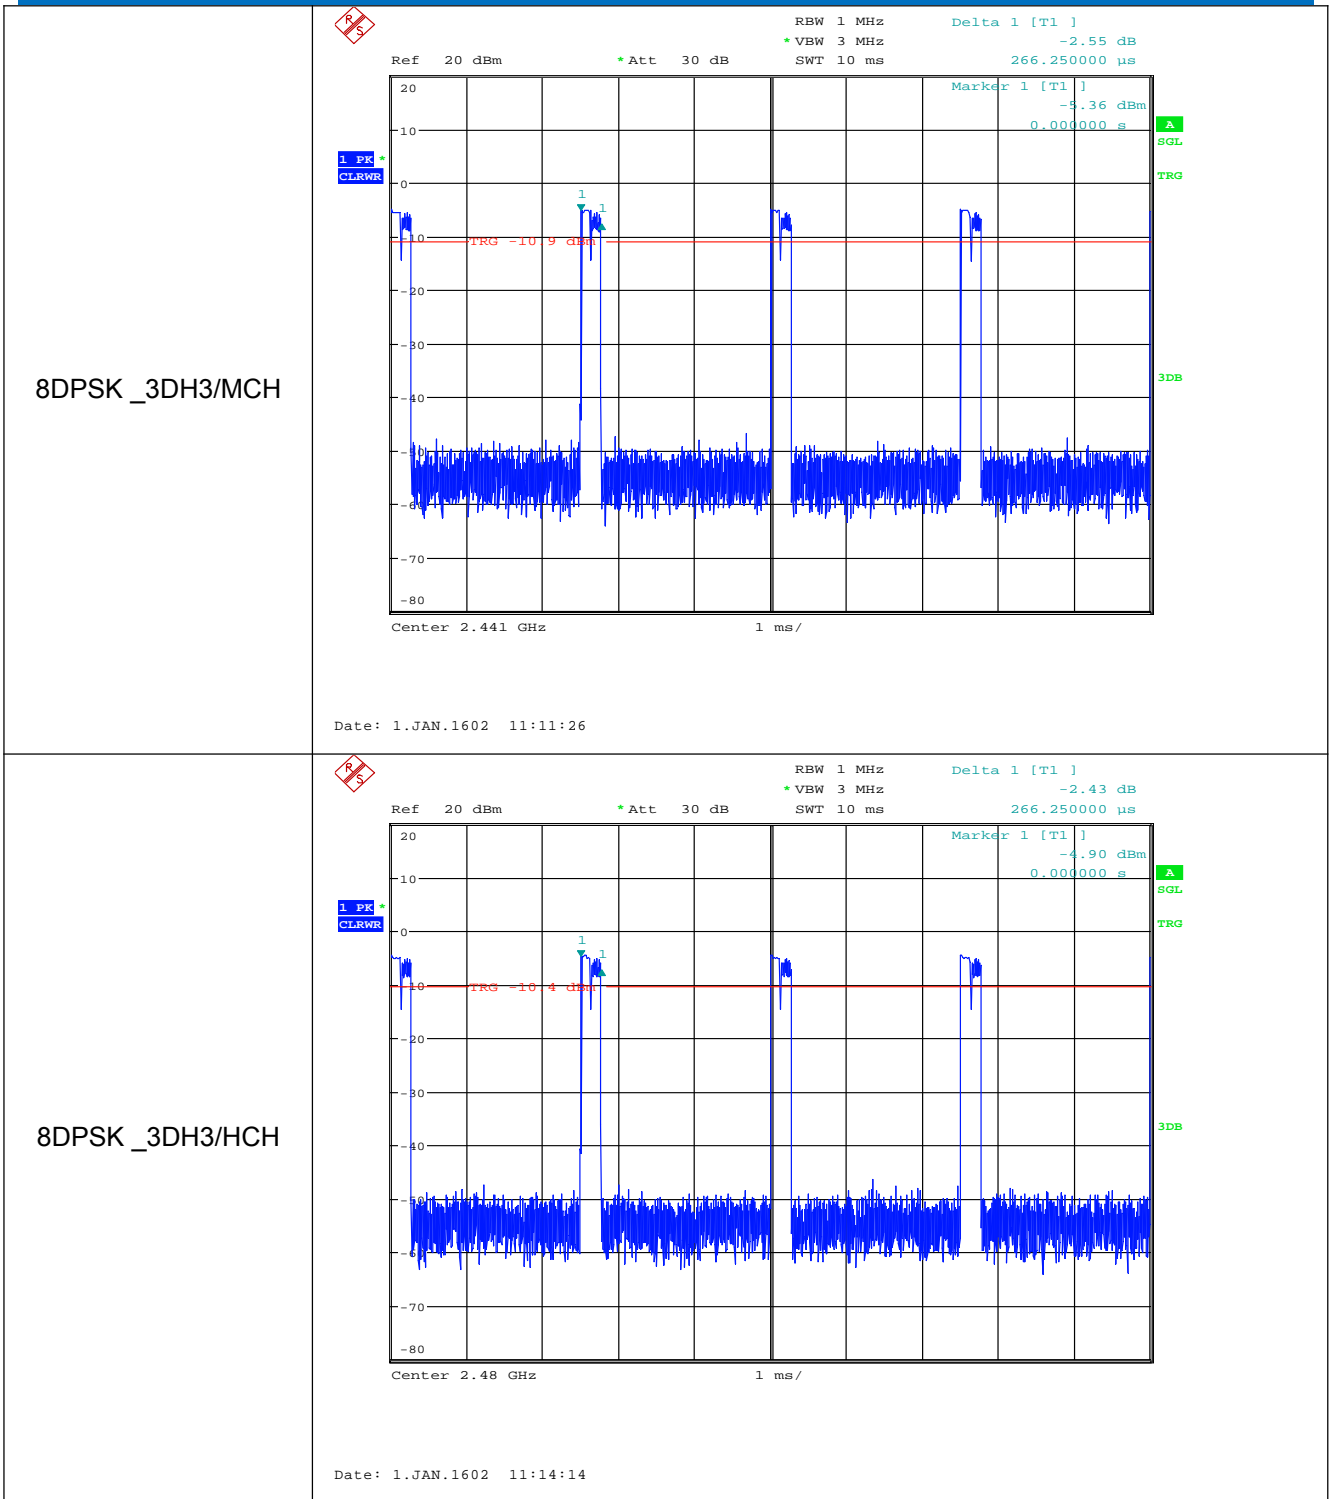 8DPSK _3DH3/MCH
R S
RBW 1 MHz Delta 1 [T1 ]
* VBW 3 MHz -2.55 dB
Ref 20 dBm * Att 30 dB SWT 10 ms 266.250000 µs
20 Marker 1 [T1 ]
-5.36 dBm
10 0.000000 s A
SGL
1 PK *
CLRWR 0 TRG
1
1
-10 TRG -10.9 dBm
-20
-30
3DB
-40
-50
-60
-70
-80
Center 2.441 GHz 1 ms/
Date: 1.JAN.1602 11:11:26
8DPSK _3DH3/HCH
R S
RBW 1 MHz Delta 1 [T1 ]
* VBW 3 MHz -2.43 dB
Ref 20 dBm * Att 30 dB SWT 10 ms 266.250000 µs
20 Marker 1 [T1 ]
-4.90 dBm
10 0.000000 s A
SGL
1 PK *
CLRWR 0 TRG
1
1
-10 TRG -10.4 dBm
-20
-30
3DB
-40
-50
-60
-70
-80
Center 2.48 GHz 1 ms/
Date: 1.JAN.1602 11:14:14